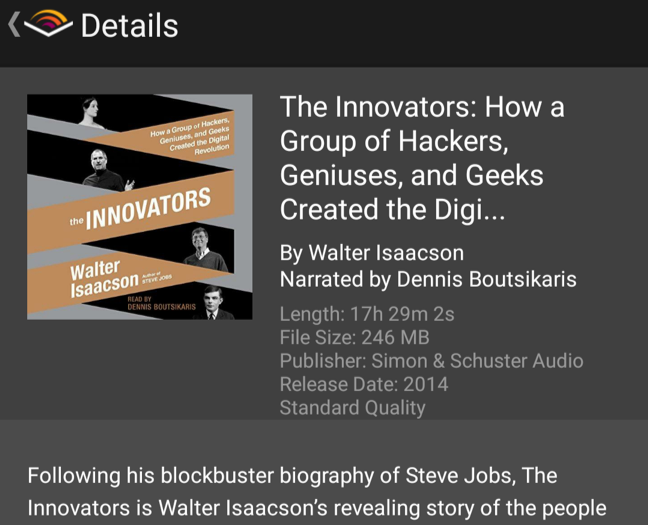 Details
How a Group of Hackers,
Geniuses, and Geeks
Created the Digital
Revolution
the INNOVATORS
Walter
Isaacson
Author of
STEVE JOBS
READ BY
DENNIS BOUTSIKARIS
The Innovators: How a
Group of Hackers,
Geniuses, and Geeks
Created the Digi...
By Walter Isaacson
Narrated by Dennis Boutsikaris
Length: 17h 29m 2s
File Size: 246 MB
Publisher: Simon & Schuster Audio
Release Date: 2014
Standard Quality
Following his blockbuster biography of Steve Jobs, The
Innovators is Walter Isaacson’s revealing story of the people